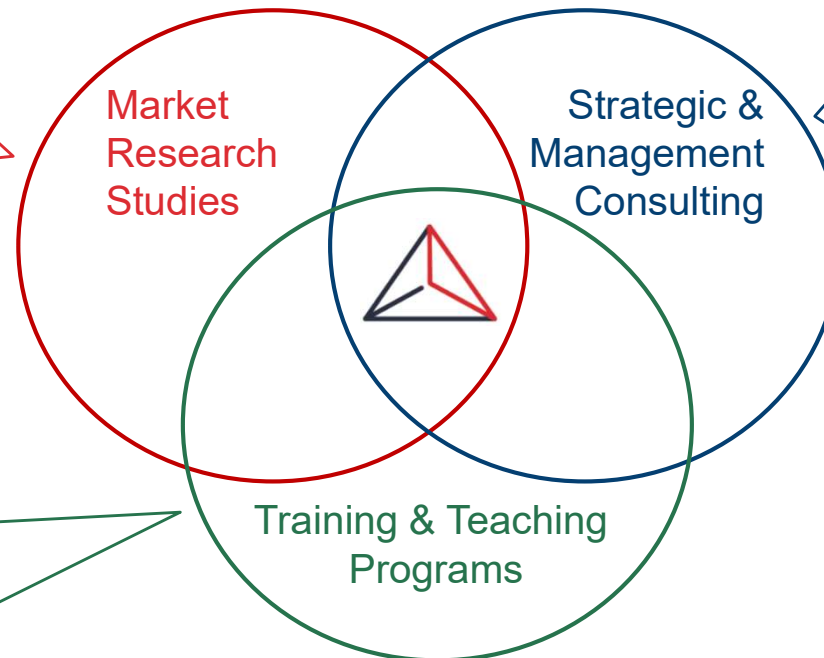 Market
Research
Studies
Strategic &
Management
Consulting
Training & Teaching
Programs